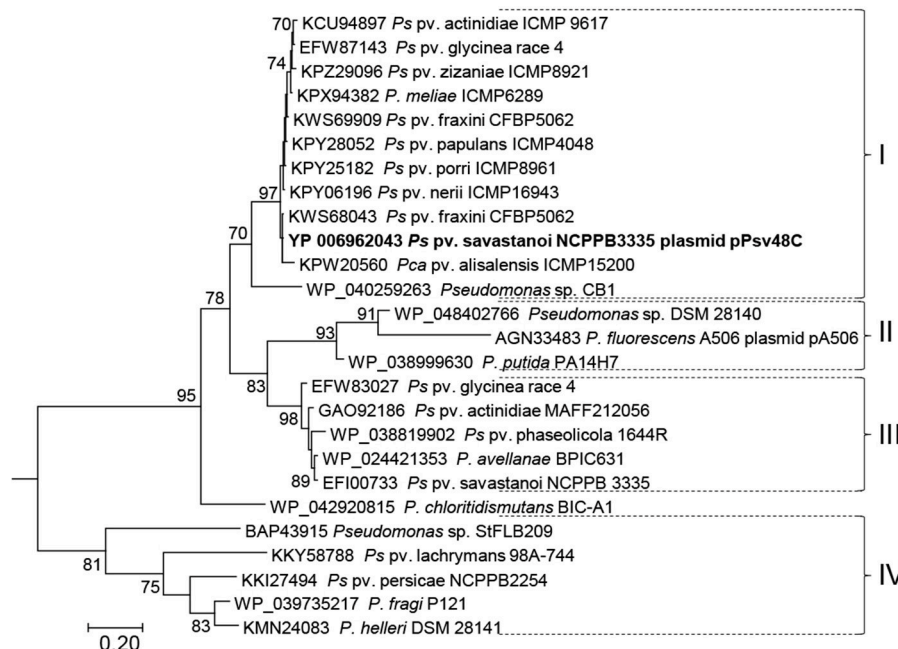 70 KCU94897 Ps pv. actinidiae ICMP 9617
EFW87143 Ps pv. glycinea race 4
74 KPZ29096 Ps pv. zizaniae ICMP8921
KPX94382 P. meliae ICMP6289
KWS69909 Ps pv. fraxini CFBP5062
KPY28052 Ps pv. papulans ICMP4048
I
KPY25182 Ps pv. porri ICMP8961
97 KPY06196 Ps pv. nerii ICMP16943
KWS68043 Ps pv. fraxini CFBP5062
70 YP 006962043 Ps pv. savastanoi NCPPB3335 plasmid pPsv48C
KPW20560 Pca pv. alisalensis ICMP15200
WP_040259263 Pseudomonas sp. CB1
78
91 WP_048402766 Pseudomonas sp. DSM 28140
93 AGN33483 P. fluorescens A506 plasmid pA506
II
WP_038999630 P. putida PA14H7
83 EFW83027 Ps pv. glycinea race 4
95
98 GAO92186 Ps pv. actinidiae MAFF212056
WP_038819902 Ps pv. phaseolicola 1644R
III
WP_024421353 P. avellanae BPIC631
89 EFI00733 Ps pv. savastanoi NCPPB 3335
WP_042920815 P. chloritidismutans BIC-A1
BAP43915 Pseudomonas sp. StFLB209
81 KKY58788 Ps pv. lachrymans 98A-744
75 KKI27494 Ps pv. persicae NCPPB2254
IV
WP_039735217 P. fragi P121
83 KMN24083 P. helleri DSM 28141
0.20